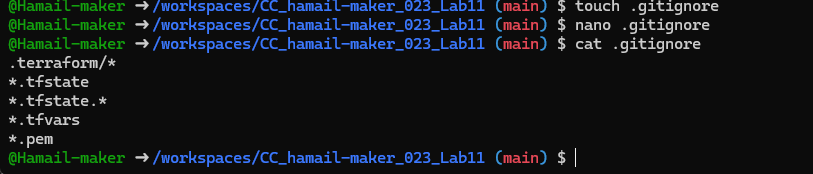 @Hamail-maker ➜/workspaces/CC_hamail-maker_023_Lab11 (main) $ touch .gitignore
@Hamail-maker ➜/workspaces/CC_hamail-maker_023_Lab11 (main) $ nano .gitignore
@Hamail-maker ➜/workspaces/CC_hamail-maker_023_Lab11 (main) $ cat .gitignore
.terraform/*
*.tfstate
*.tfstate.*
*.tfvars
*.pem
@Hamail-maker ➜/workspaces/CC_hamail-maker_023_Lab11 (main) $